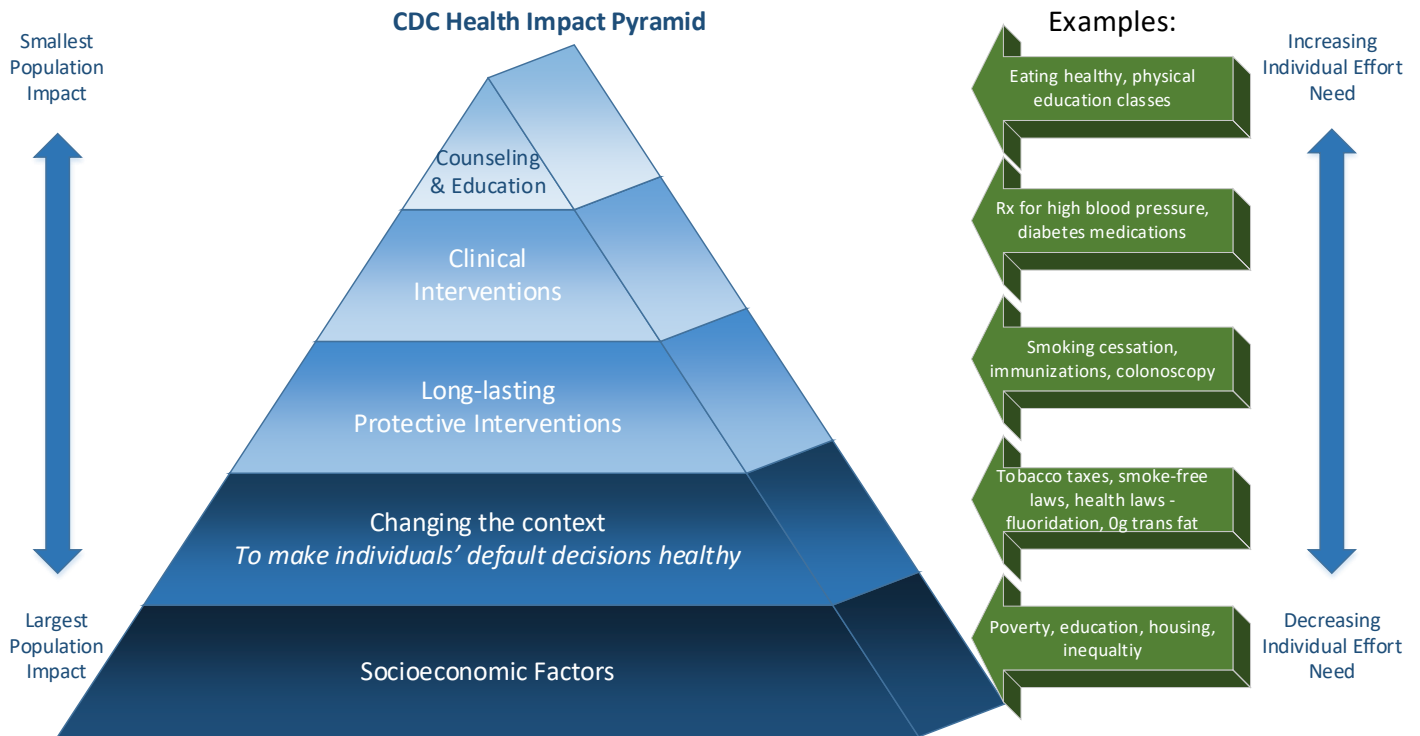 CDC Health Impact Pyramid
Examples:
Smallest
Population
Impact
Largest
Population
Impact
Counseling
& Education
Clinical
Interventions
Long-lasting
Protective Interventions
Changing the context
To make individuals’ default decisions healthy
Socioeconomic Factors
Eating healthy, physical
education classes
Rx for high blood pressure,
diabetes medications
Smoking cessation,
immunizations, colonoscopy
Tobacco taxes, smoke-free
laws, health laws -
fluoridation, 0g trans fat
Poverty, education, housing,
inequaltiy
Increasing
Individual Effort
Need
Decreasing
Individual Effort
Need